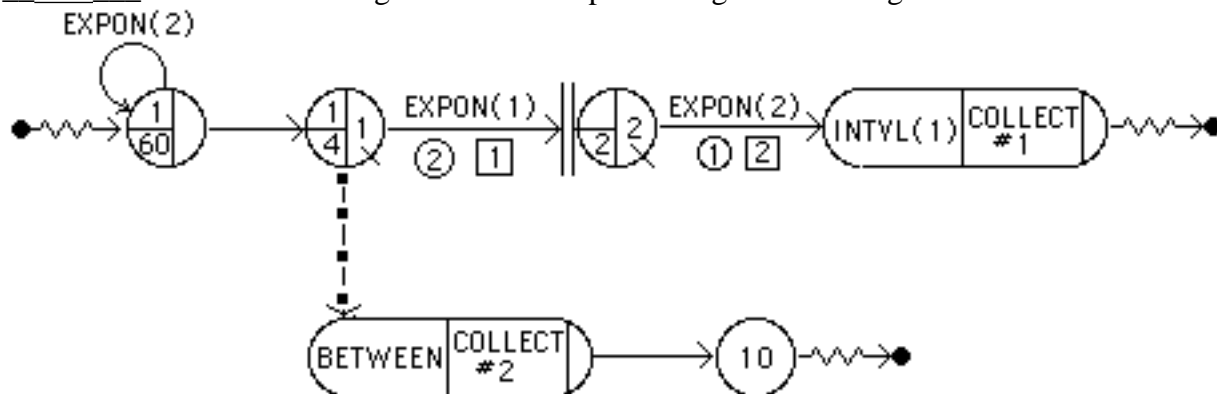 EXPON(2)
1
60
1
4
1
EXPON(1)
2
1
2
2
EXPON(2)
1
2
INTVL(1)
COLLECT
#1
BETWEEN
COLLECT
#2
10